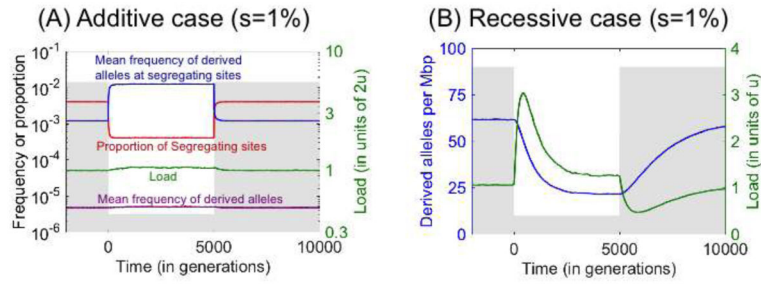 (A) Additive case (s=1%)
(B) Recessive case (s=1%)
Frequency or proportion
10⁻¹
10⁻²
10⁻³
10⁻⁴
10⁻⁵
10⁻⁶
Mean frequency of derived
alleles at segregating sites
Proportion of Segregating sites
Load
Mean frequency of derived alleles
10
3
1
0.3
Load (in units of 2u)
0
5000
10000
Time (in generations)
Derived alleles per Mbp
100
75
50
25
0
4
3
2
1
0
Load (in units of u)
0
5000
10000
Time (in generations)